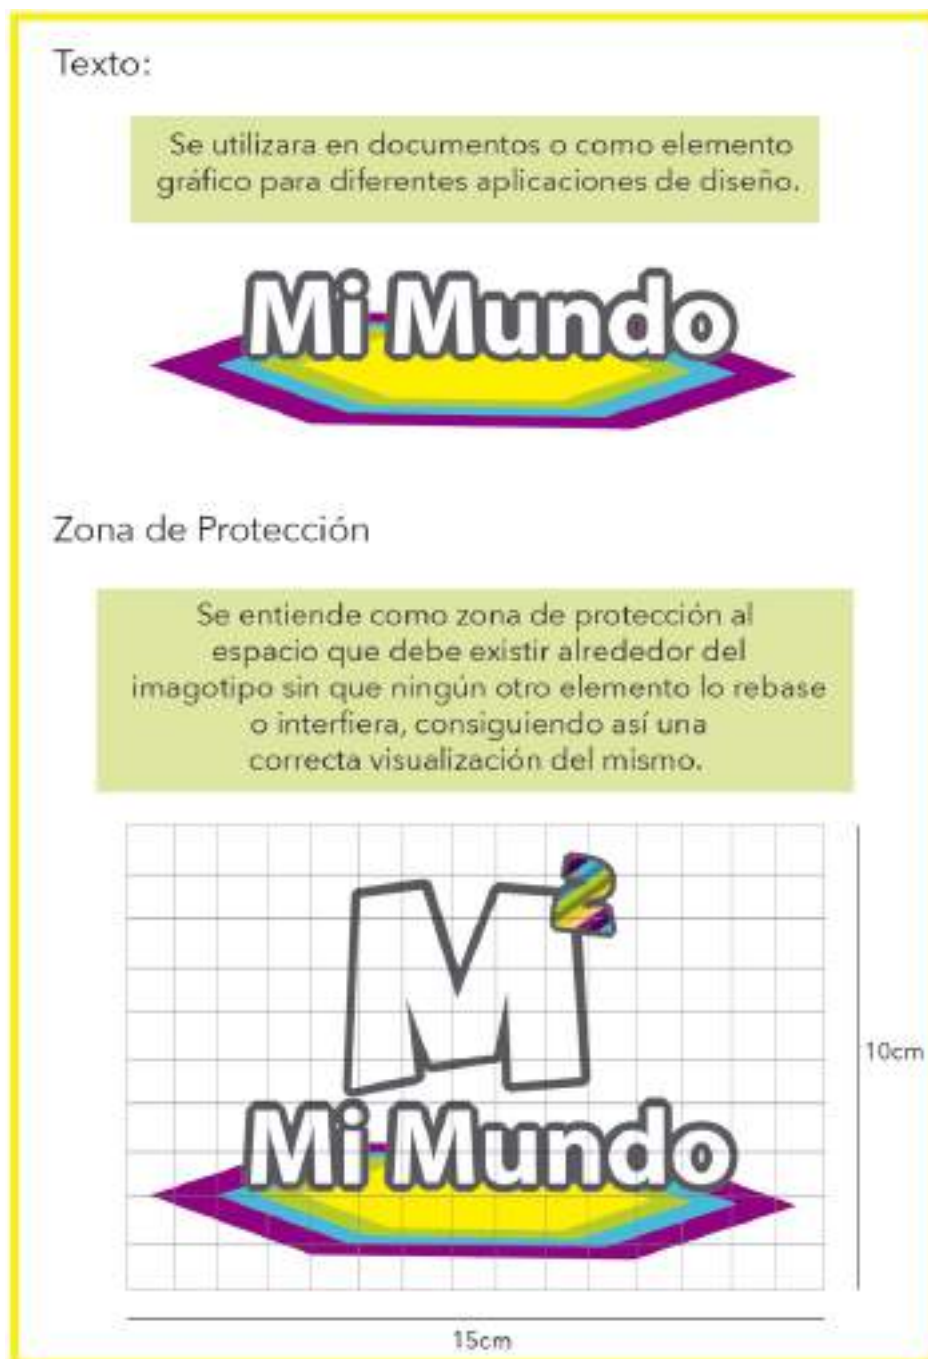 Texto:
Se utilizara en documentos o como elemento
gráfico para diferentes aplicaciones de diseño.
Mi Mundo
Zona de Protección
Se entiende como zona de protección al
espacio que debe existir alrededor del
imagotipo sin que ningún otro elemento lo rebase
o interfiera, consiguiendo así una
correcta visualización del mismo.
M2
Mi Mundo
10cm
15cm